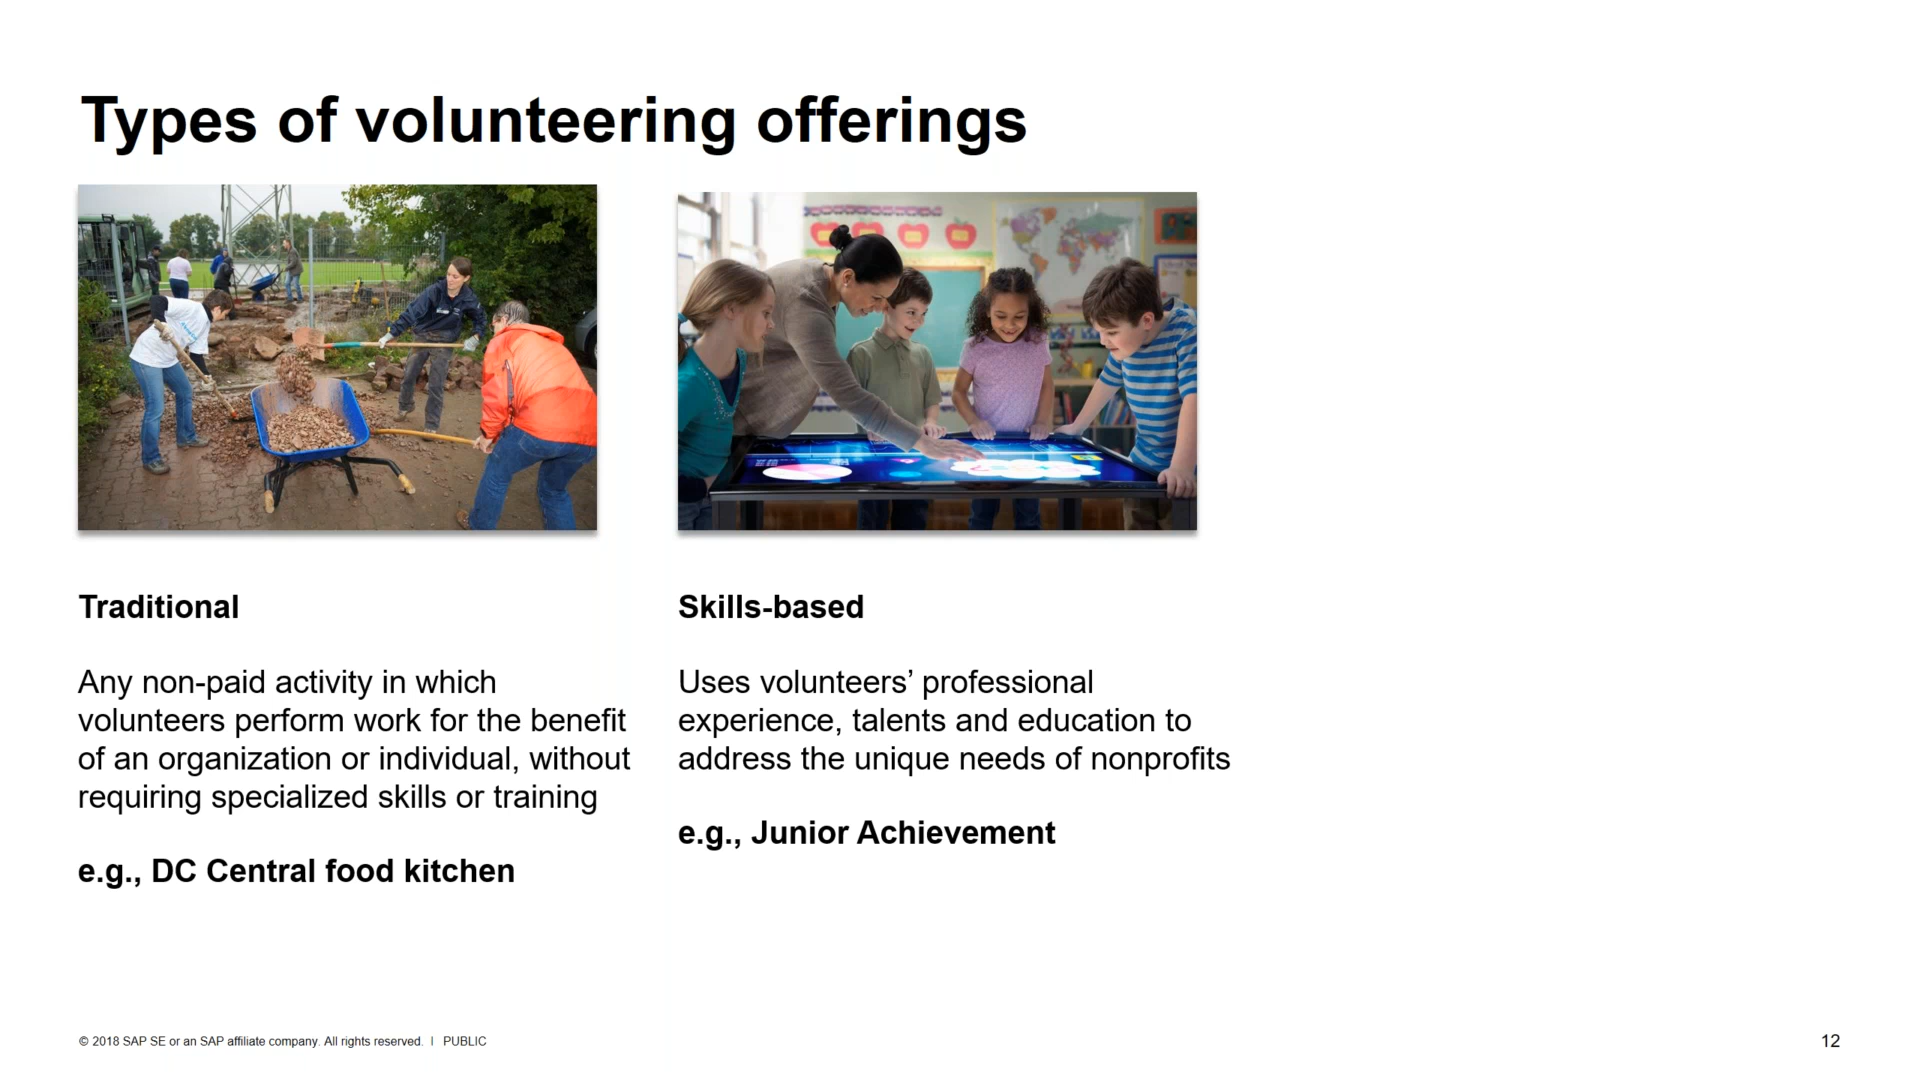 Types of volunteering offerings
Traditional
Any non-paid activity in which
volunteers perform work for the benefit
of an organization or individual, without
requiring specialized skills or training
e.g., DC Central food kitchen
Skills-based
Uses volunteers’ professional
experience, talents and education to
address the unique needs of nonprofits
e.g., Junior Achievement
© 2018 SAP SE or an SAP affiliate company. All rights reserved. | PUBLIC
12